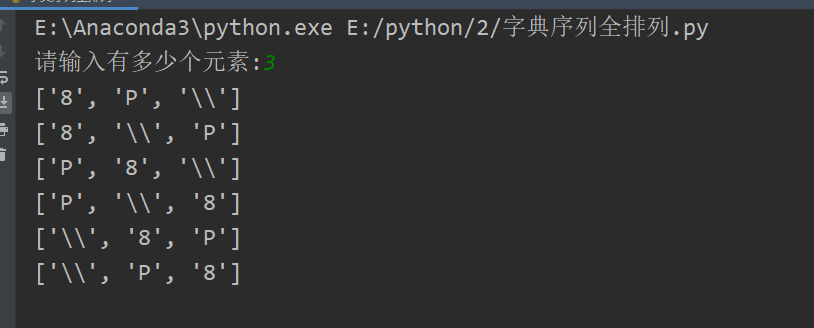 E:\Anaconda3\python.exe E:/python/2/字典序列全排列.py
请输入有多少个元素:3
['8', 'P', '\\']
['8', '\\', 'P']
['P', '8', '\\']
['P', '\\', '8']
['\\', '8', 'P']
['\\', 'P', '8']